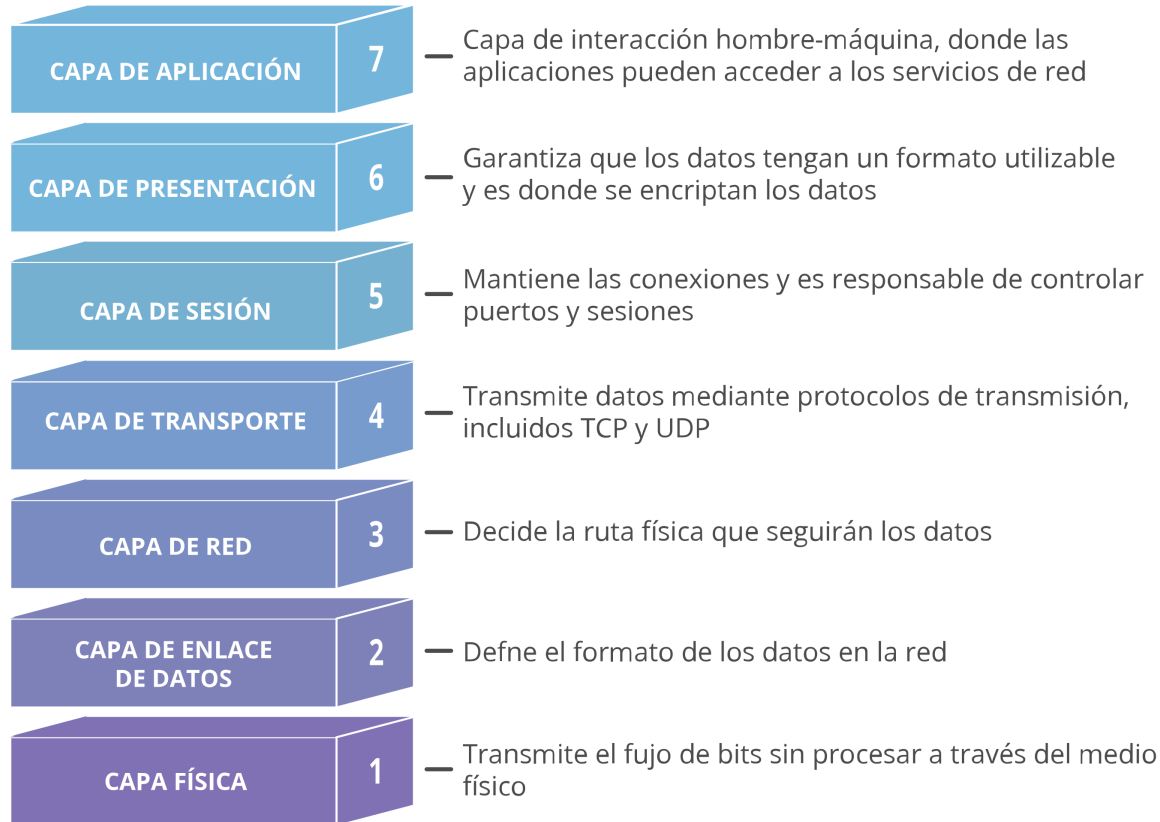 CAPA DE APLICACIÓN
7
Capa de interacción hombre-máquina, donde las
aplicaciones pueden acceder a los servicios de red
CAPA DE PRESENTACIÓN
6
Garantiza que los datos tengan un formato utilizable
y es donde se encriptan los datos
CAPA DE SESIÓN
5
Mantiene las conexiones y es responsable de controlar
puertos y sesiones
CAPA DE TRANSPORTE
4
Transmite datos mediante protocolos de transmisión,
incluidos TCP y UDP
CAPA DE RED
3
Decide la ruta física que seguirán los datos
CAPA DE ENLACE
DE DATOS
2
Defne el formato de los datos en la red
CAPA FÍSICA
1
Transmite el fujo de bits sin procesar a través del medio
físico